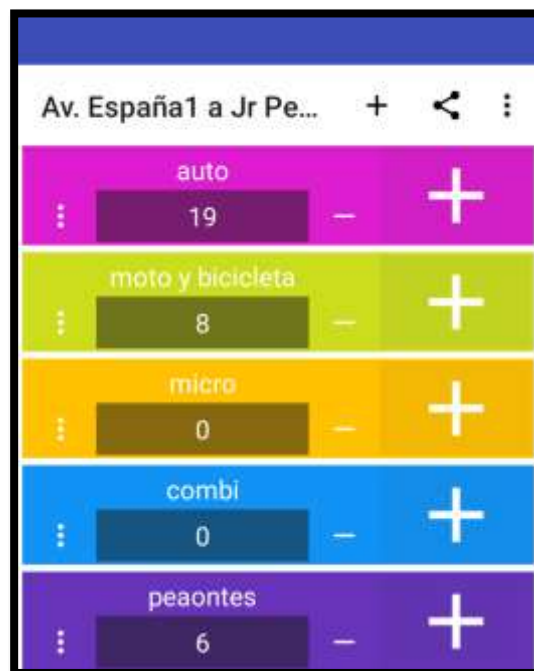 Av. España1 a Jr Pe...
auto
19
moto y bicicleta
8
micro
0
combi
0
peaontes
6